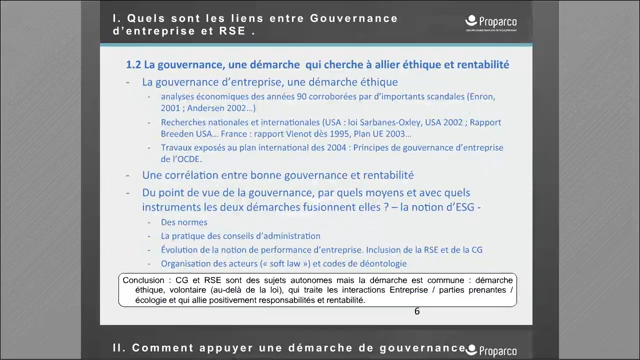 I. Quels sont les liens entre Gouvernance
d'entreprise et RSE .
Proparco
1.2 La gouvernance, une démarche qui cherche à allier éthique et rentabilité
- La gouvernance d'entreprise, une démarche éthique
- analyses économiques des années 90 corroborées par d'importants scandales (Enron,
2001 ; Andersen 2002…)
- Recherches nationales et internationales (USA : loi Sarbanes-Oxley, USA 2002 ; Rapport
Breeden USA… France : rapport Vienot dès 1995, Plan UE 2003…
- Travaux exposés au plan international des 2004 : Principes de gouvernance d'entreprise
de l'OCDE.
- Une corrélation entre bonne gouvernance et rentabilité
- Du point de vue de la gouvernance, par quels moyens et avec quels
instruments les deux démarches fusionnent elles ? – la notion d'ESG -
- Des normes
- La pratique des conseils d'administration
- Évolution de la notion de performance d'entreprise. Inclusion de la RSE et de la CG
- Organisation des acteurs (« soft law ») et codes de déontologie
Conclusion : CG et RSE sont des sujets autonomes mais la démarche est commune : démarche
éthique, volontaire (au-delà de la loi), qui traite les interactions Entreprise / parties prenantes /
écologie et qui allie positivement responsabilités et rentabilité.
6
II. Comment appuyer une démarche de gouvernance
Proparco